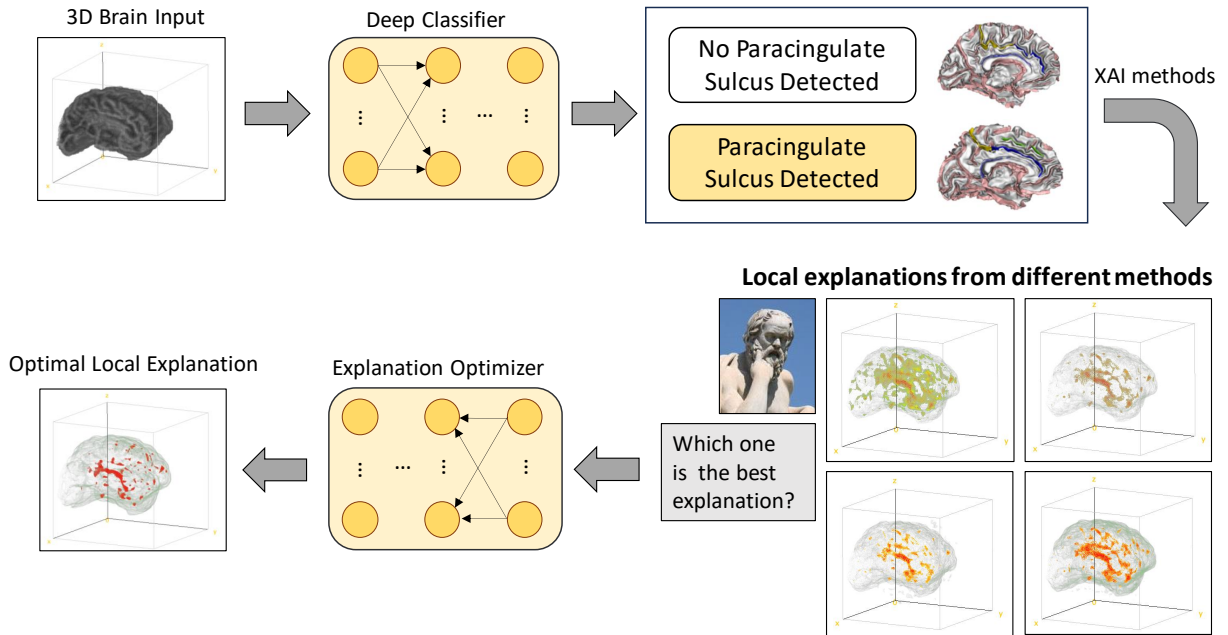 3D Brain Input
Deep Classifier
No Paracingulate
Sulcus Detected
Paracingulate
Sulcus Detected
XAI methods
z
x
Y
...
Local explanations from different methods
Which one
is the best
explanation?
Explanation Optimizer
...
Optimal Local Explanation
z
x
Y
z
x
Y
z
x
Y
z
x
Y
z
x
Y